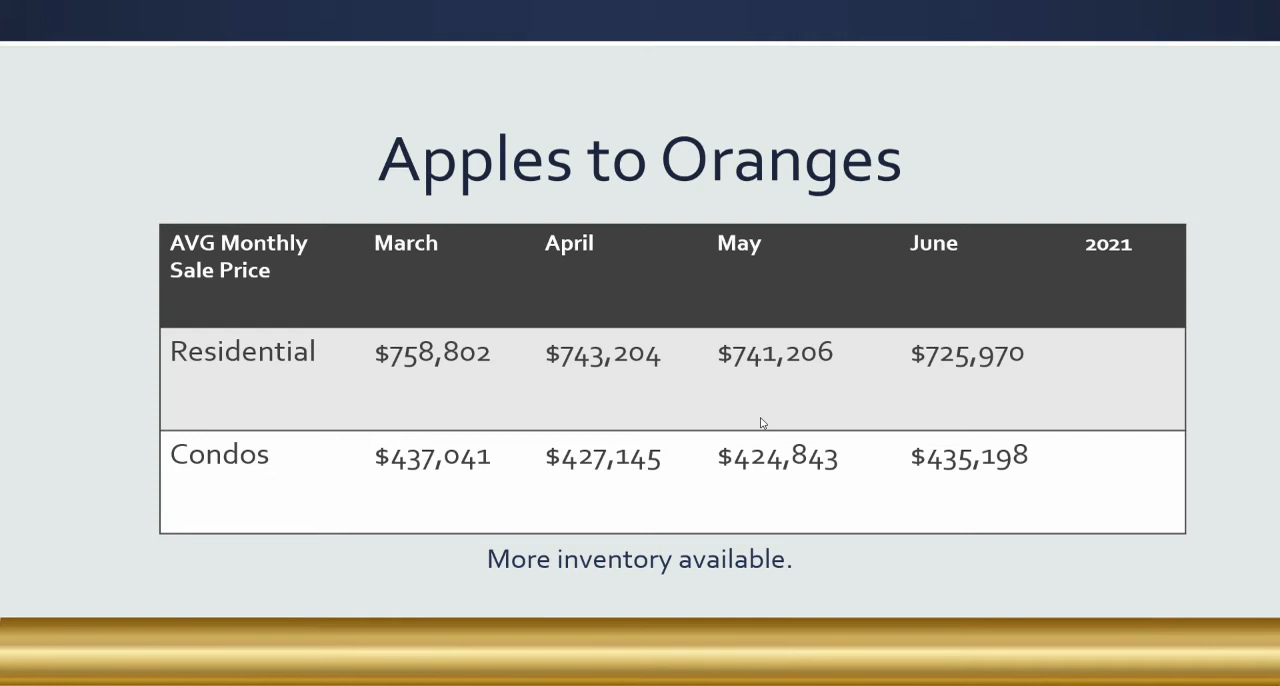 Apples to Oranges
AVG Monthly Sale Price March April May June 2021
Residential $758,802 $743,204 $741,206 $725,970
Condos $437,041 $427,145 $424,843 $435,198
More inventory available.